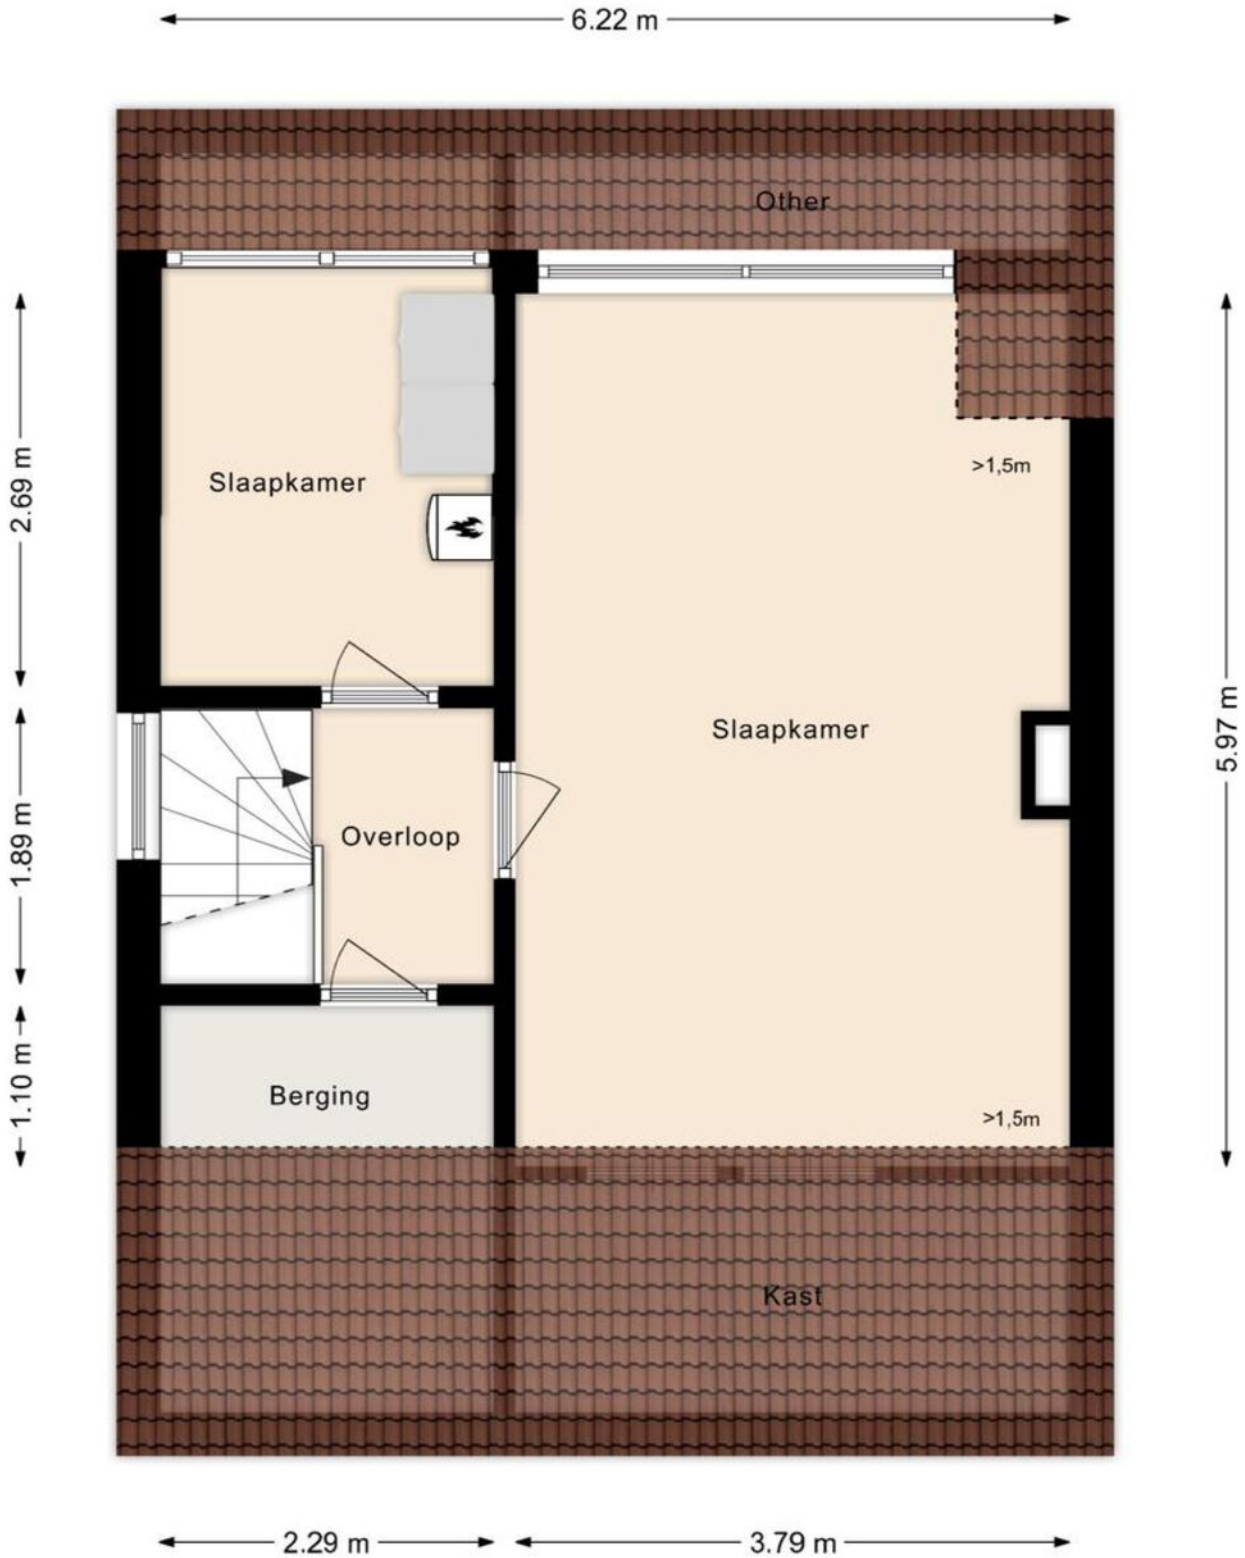 6.22 m
Other
2.69 m
Slaapkamer
>1,5m
Slaapkamer
5.97 m
1.89 m
Overloop
1.10 m
Berging
>1,5m
Kast
2.29 m
3.79 m